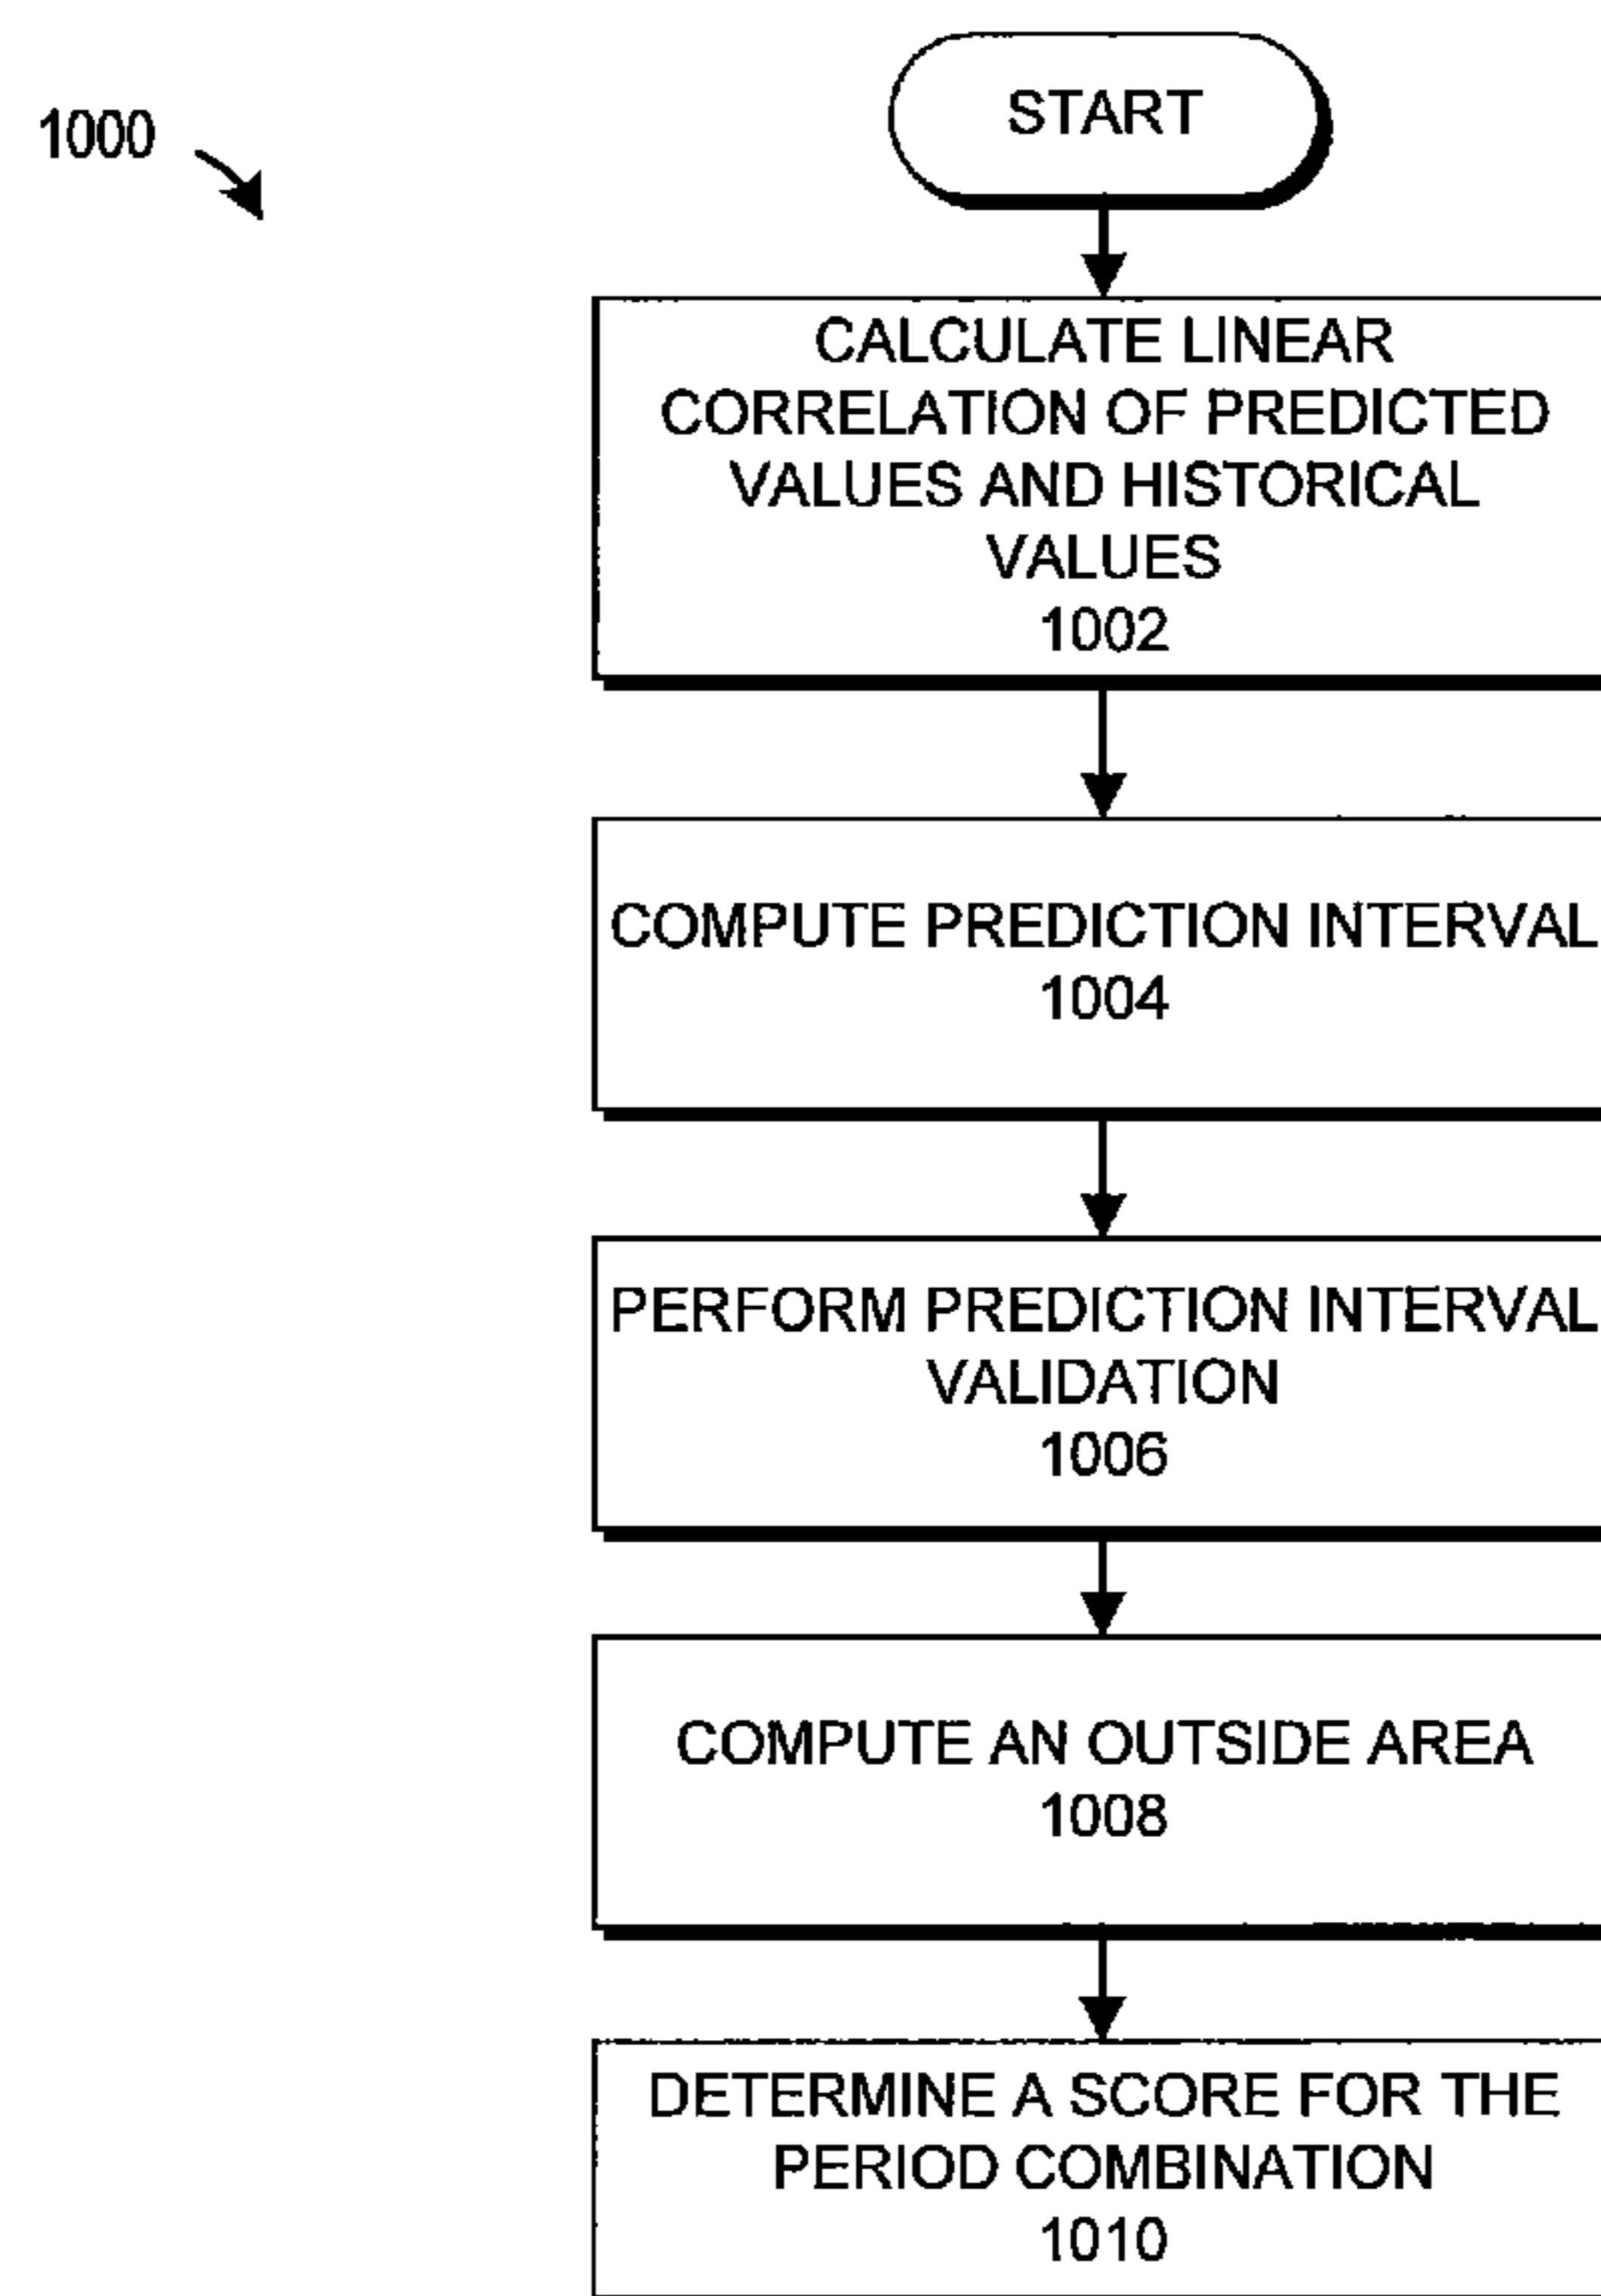 1000
START
CALCULATE LINEAR
CORRELATION OF PREDICTED
VALUES AND HISTORICAL
VALUES
1002
COMPUTE PREDICTION INTERVAL
1004
PERFORM PREDICTION INTERVAL
VALIDATION
1006
COMPUTE AN OUTSIDE AREA
1008
DETERMINE A SCORE FOR THE
PERIOD COMBINATION
1010